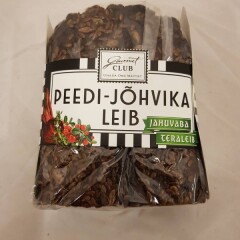 Gourmet
CLUB
PEEDI-JÕHVIKA
LEIB
JAHUVABA
TERALEIB